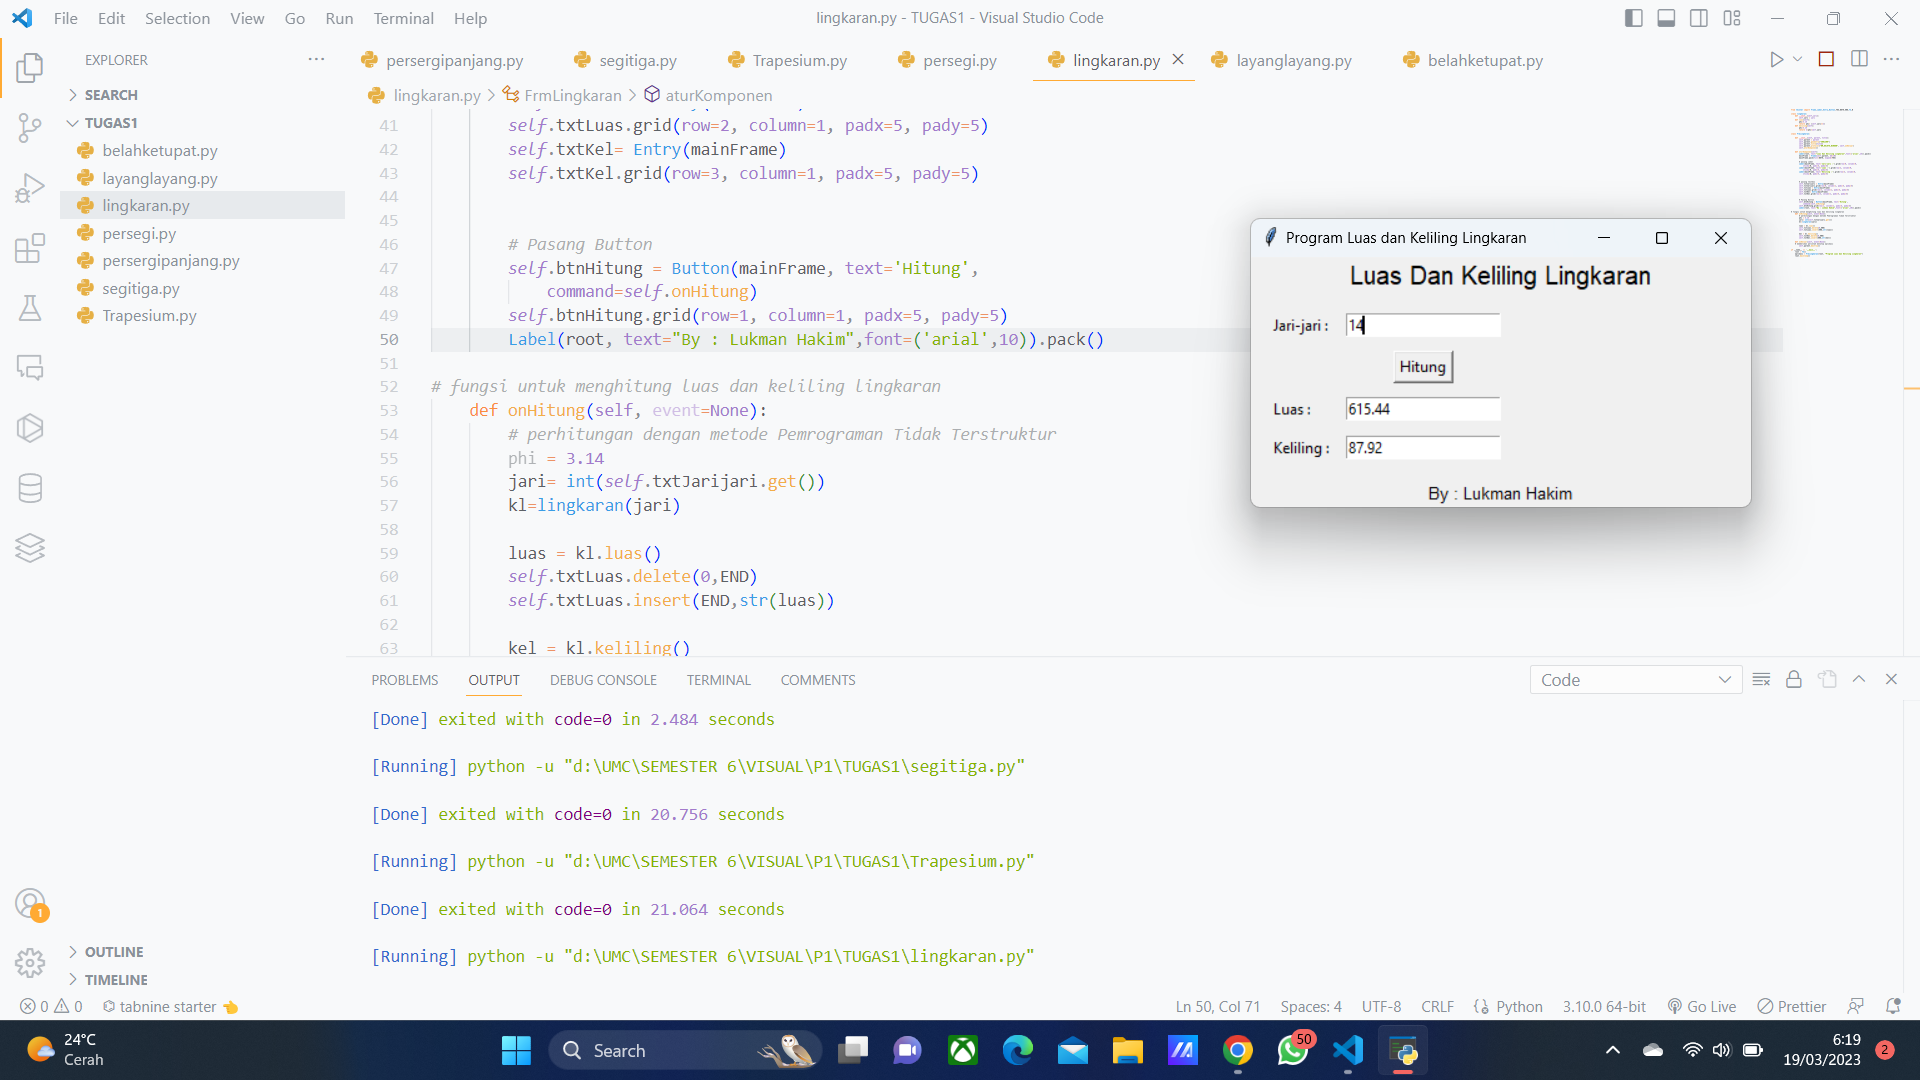 File Edit Selection View Go Run Terminal Help
lingkaran.py - TUGAS1 - Visual Studio Code
EXPLORER
SEARCH
TUGAS1
belahketupat.py
layanglayang.py
lingkaran.py
persegi.py
persergipanjang.py
segitiga.py
Trapesium.py
OUTLINE
TIMELINE
persergipanjang.py segitiga.py Trapesium.py persegi.py lingkaran.py layanglayang.py belahketupat.py
lingkaran.py FrmLingkaran aturKomponen
41 self.txtLuas.grid(row=2, column=1, padx=5, pady=5)
42 self.txtKel= Entry(mainFrame)
43 self.txtKel.grid(row=3, column=1, padx=5, pady=5)
44
45
46 # Pasang Button
47 self.btnHitung = Button(mainFrame, text='Hitung',
48 command=self.onHitung)
49 self.btnHitung.grid(row=1, column=1, padx=5, pady=5)
50 Label(root, text="By : Lukman Hakim",font=('arial',10)).pack()
51
52 # fungsi untuk menghitung luas dan keliling lingkaran
53 def onHitung(self, event=None):
54 # perhitungan dengan metode Pemrograman Tidak Terstruktur
55 phi = 3.14
56 jari= int(self.txtJarijari.get())
57 kl=lingkaran(jari)
58
59 luas = kl.luas()
60 self.txtLuas.delete(0,END)
61 self.txtLuas.insert(END,str(luas))
62
63 kel = kl.keliling()
Program Luas dan Keliling Lingkaran
Luas Dan Keliling Lingkaran
Jari-jari : 14
Hitung
Luas : 615.44
Keliling : 87.92
By : Lukman Hakim
PROBLEMS OUTPUT DEBUG CONSOLE TERMINAL COMMENTS
Code
[Done] exited with code=0 in 2.484 seconds
[Running] python -u "d:\UMC\SEMESTER 6\VISUAL\P1\TUGAS1\segitiga.py"
[Done] exited with code=0 in 20.756 seconds
[Running] python -u "d:\UMC\SEMESTER 6\VISUAL\P1\TUGAS1\Trapesium.py"
[Done] exited with code=0 in 21.064 seconds
[Running] python -u "d:\UMC\SEMESTER 6\VISUAL\P1\TUGAS1\lingkaran.py"
1
0 0 tabnine starter
Ln 50, Col 71 Spaces: 4 UTF-8 CRLF Python 3.10.0 64-bit Go Live Prettier
24°C
Cerah
Search
50
6:19
19/03/2023
2